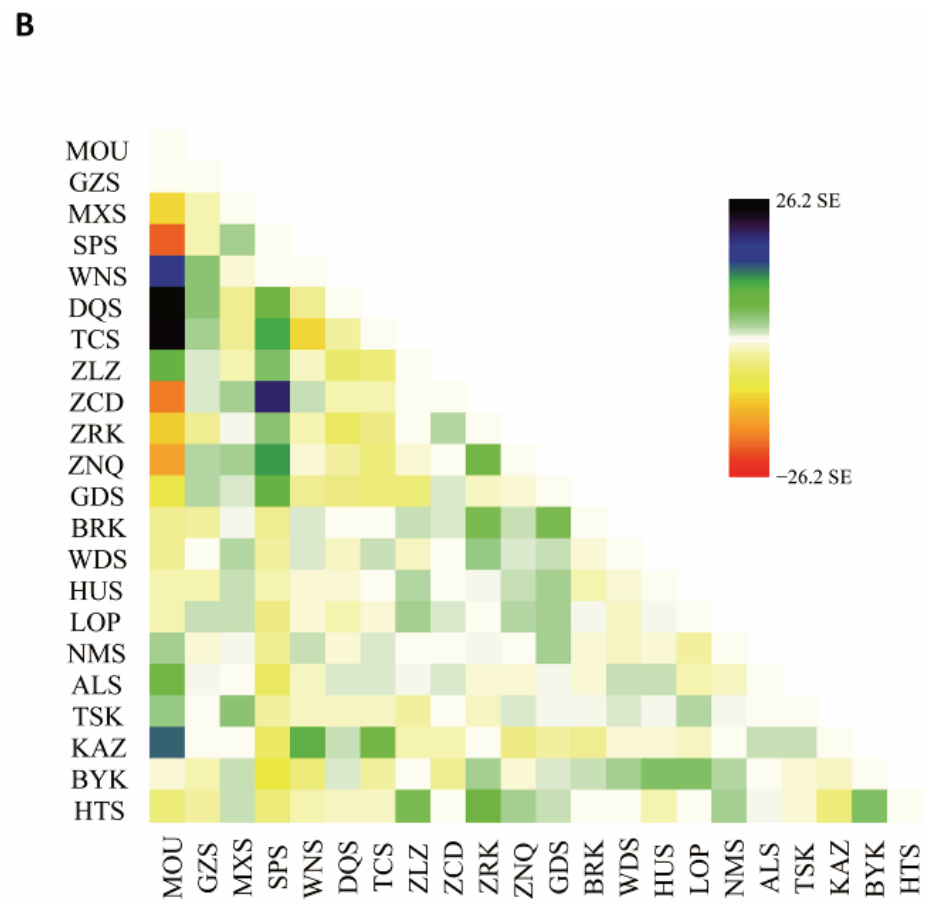 B
MOU
GZS
MXS
SPS
WNS
DQS
TCS
ZLZ
ZCD
ZRK
ZNQ
GDS
BRK
WDS
HUS
LOP
NMS
ALS
TSK
KAZ
BYK
HTS
26.2 SE
−26.2 SE
MOU
GZS
MXS
SPS
WNS
DQS
TCS
ZLZ
ZCD
ZRK
ZNQ
GDS
BRK
WDS
HUS
LOP
NMS
ALS
TSK
KAZ
BYK
HTS